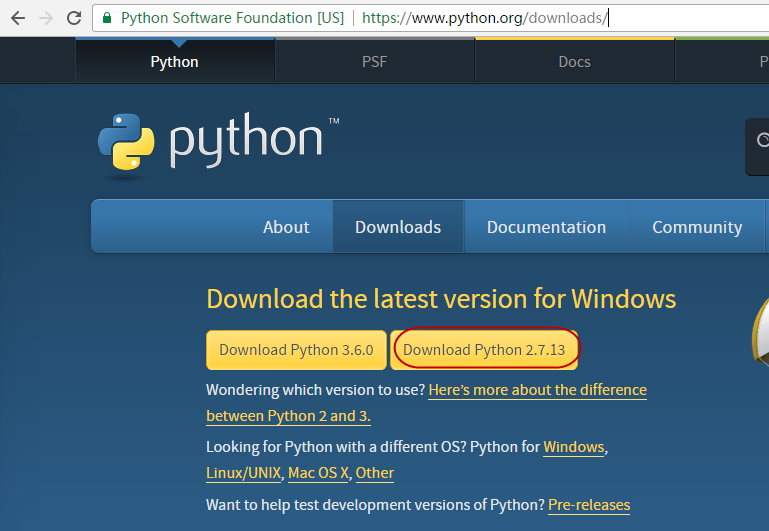 Python Software Foundation [US] | https://www.python.org/downloads/
Python PSF Docs P
python™
About Downloads Documentation Community
Download the latest version for Windows
Download Python 3.6.0 Download Python 2.7.13
Wondering which version to use? Here’s more about the difference
between Python 2 and 3.
Looking for Python with a different OS? Python for Windows,
Linux/UNIX, Mac OS X, Other
Want to help test development versions of Python? Pre-releases